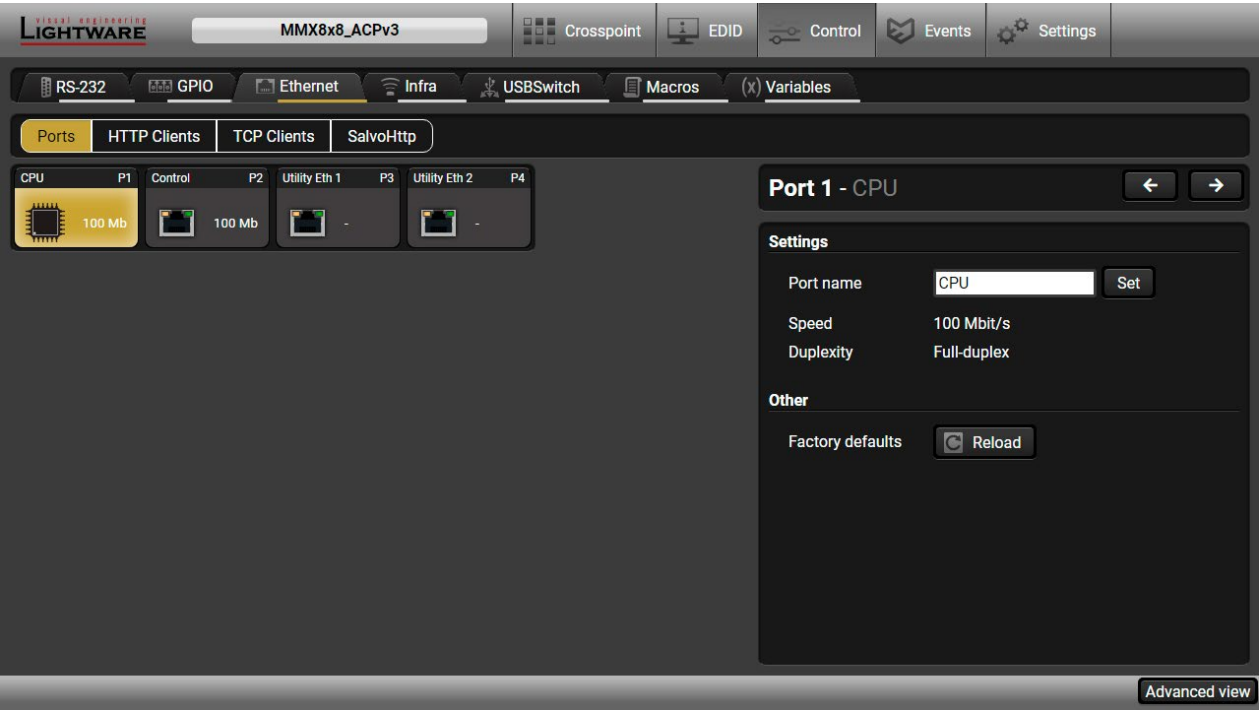 visual engineering
LIGHTWARE
MMX8x8_ACPv3
Crosspoint
EDID
Control
Events
Settings
RS-232
GPIO
Ethernet
Infra
USBSwitch
Macros
(x) Variables
Ports
HTTP Clients
TCP Clients
SalvoHttp
CPU P1
100 Mb
Control P2
100 Mb
Utility Eth 1 P3
-
Utility Eth 2 P4
-
Port 1 - CPU
Settings
Port name CPU Set
Speed 100 Mbit/s
Duplexity Full-duplex
Other
Factory defaults Reload
Advanced view